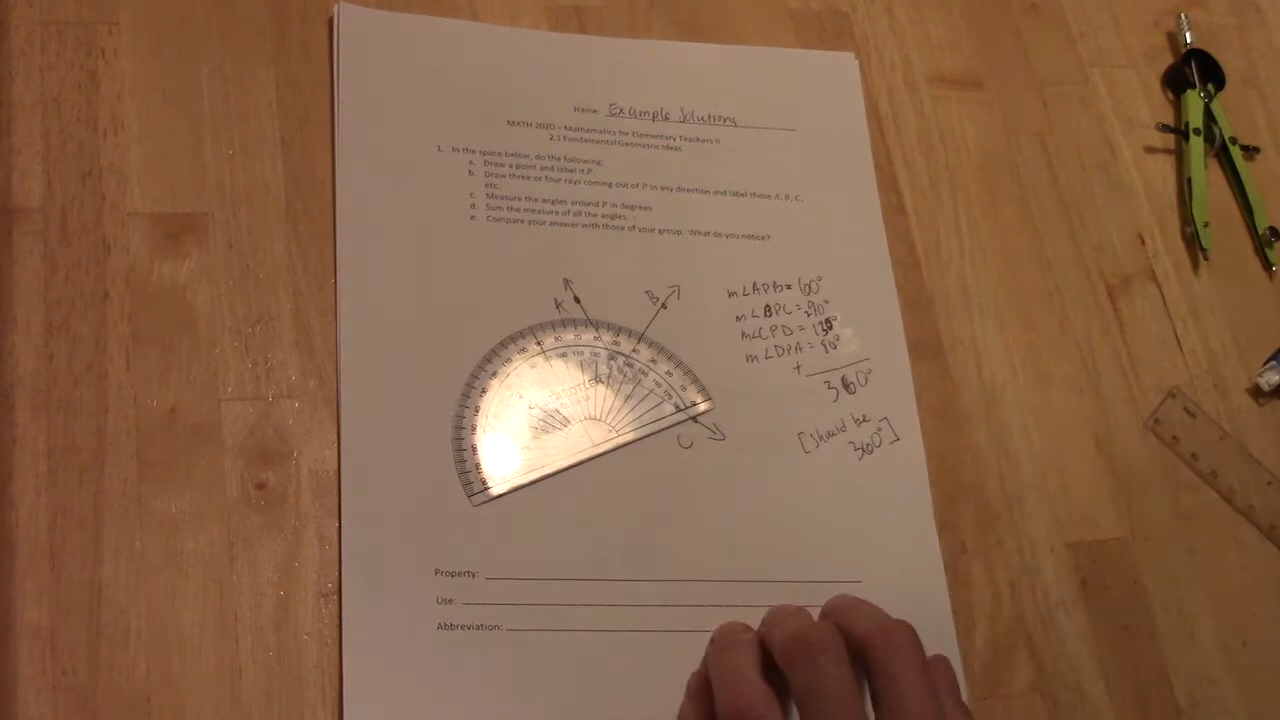 Name: Example Solutions
MATH 2020 – Mathematics for Elementary Teachers II
2.1 Fundamental Geometric Ideas
1. In the space below, do the following:
a. Draw a point and label it P.
b. Draw three or four rays coming out of P in any direction and label those A, B, C,
etc.
c. Measure the angles around P in degrees
d. Sum the measure of all the angles.
e. Compare your answer with those of your group. What do you notice?
A
B
C
m∠APB = 60°
m∠BPC = 90°
m∠CPD =
m∠DPA =
+
360°
[should be
360°]
STAEDTLER
Property:
Use:
Abbreviation: